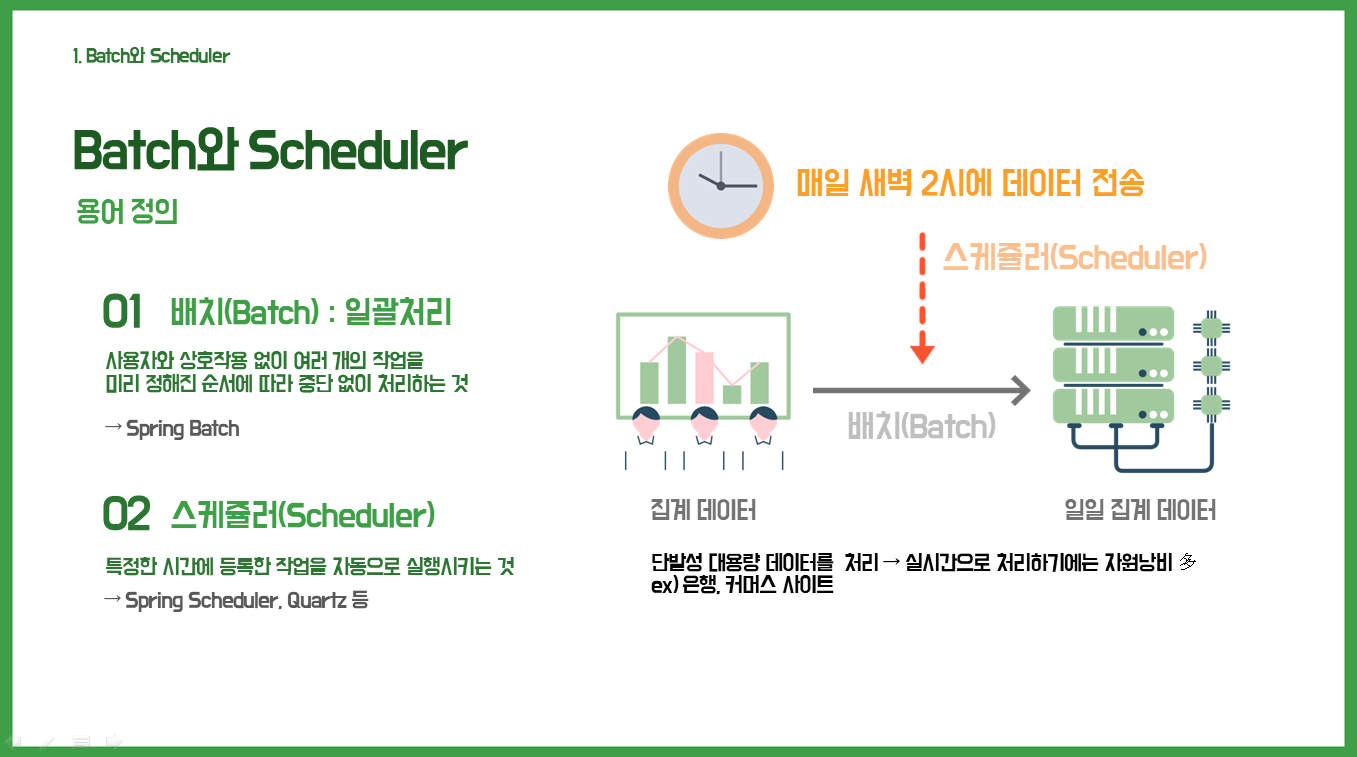 1. Batch와 Scheduler
Batch와 Scheduler
용어 정의
01 배치(Batch) : 일괄처리
사용자와 상호작용 없이 여러 개의 작업을
미리 정해진 순서에 따라 중단 없이 처리하는 것
→ Spring Batch
02 스케쥴러(Scheduler)
특정한 시간에 등록한 작업을 자동으로 실행시키는 것
→ Spring Scheduler, Quartz 등
매일 새벽 2시에 데이터 전송
스케쥴러(Scheduler)
배치(Batch)
집계 데이터
일일 집계 데이터
단발성 대용량 데이터를 처리 → 실시간으로 처리하기에는 자원낭비 多
ex) 은행, 커머스 사이트